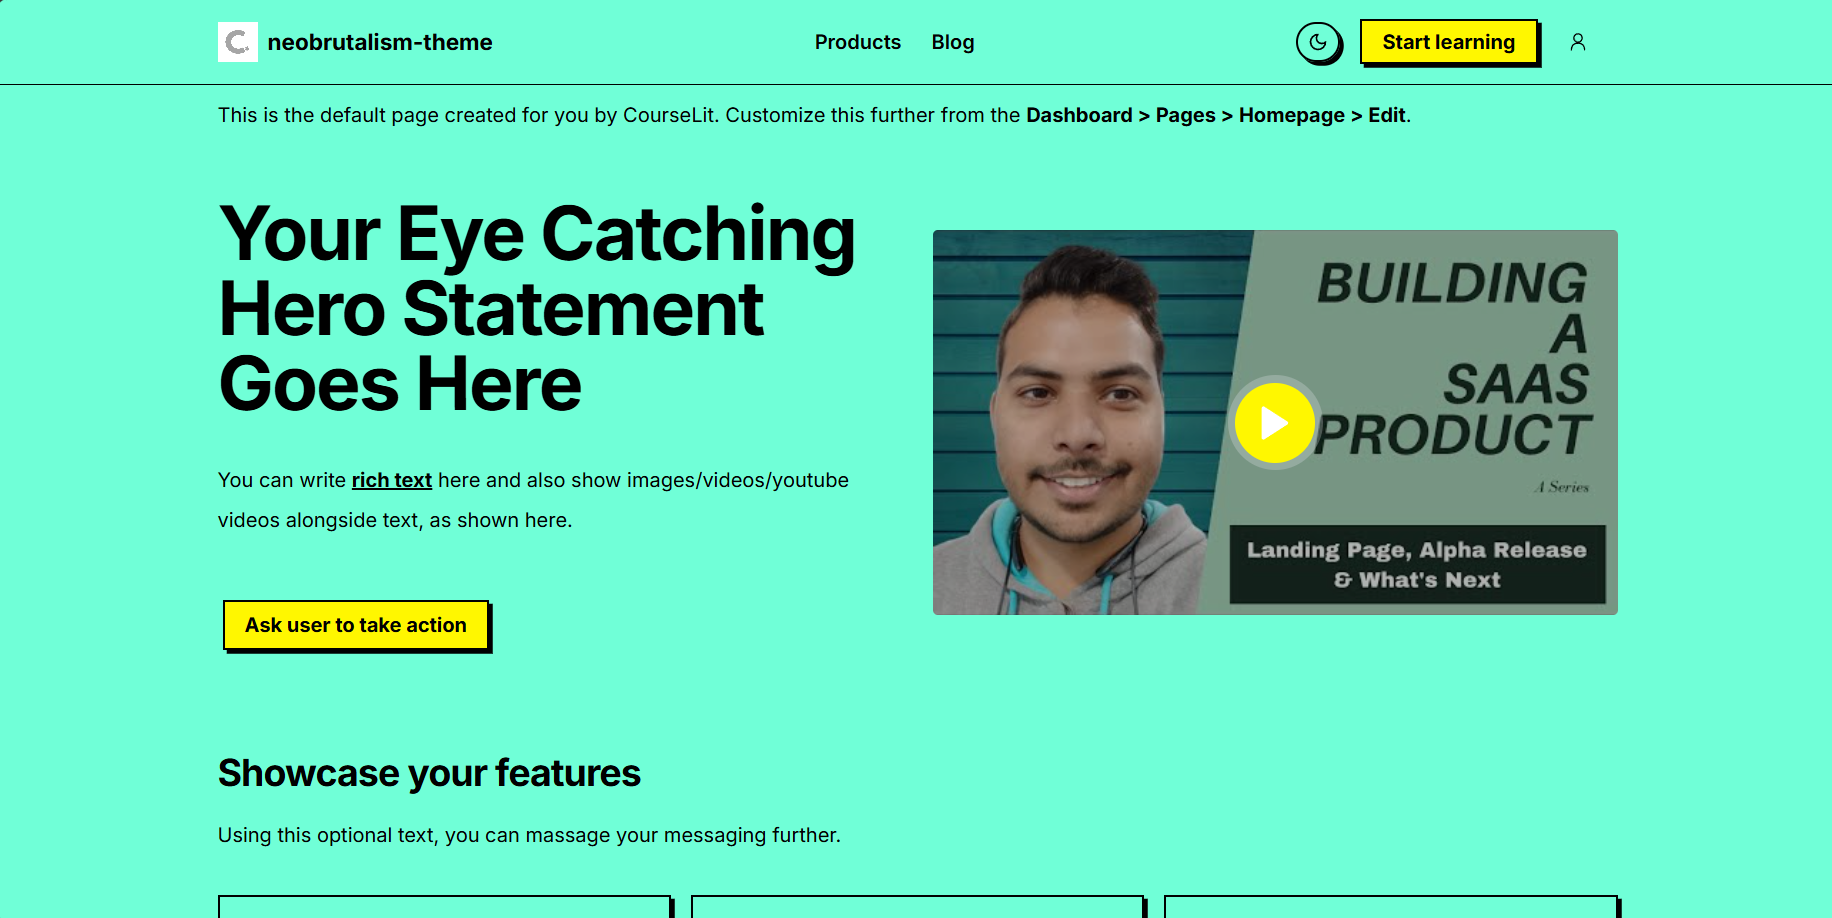 neobrutalism-theme
Products
Blog
Start learning
This is the default page created for you by CourseLit. Customize this further from the Dashboard > Pages > Homepage > Edit.
Your Eye Catching
Hero Statement
Goes Here
You can write rich text here and also show images/videos/youtube
videos alongside text, as shown here.
Ask user to take action
BUILDING
A
SAAS
PRODUCT
A Series
Landing Page, Alpha Release
& What's Next
Showcase your features
Using this optional text, you can massage your messaging further.